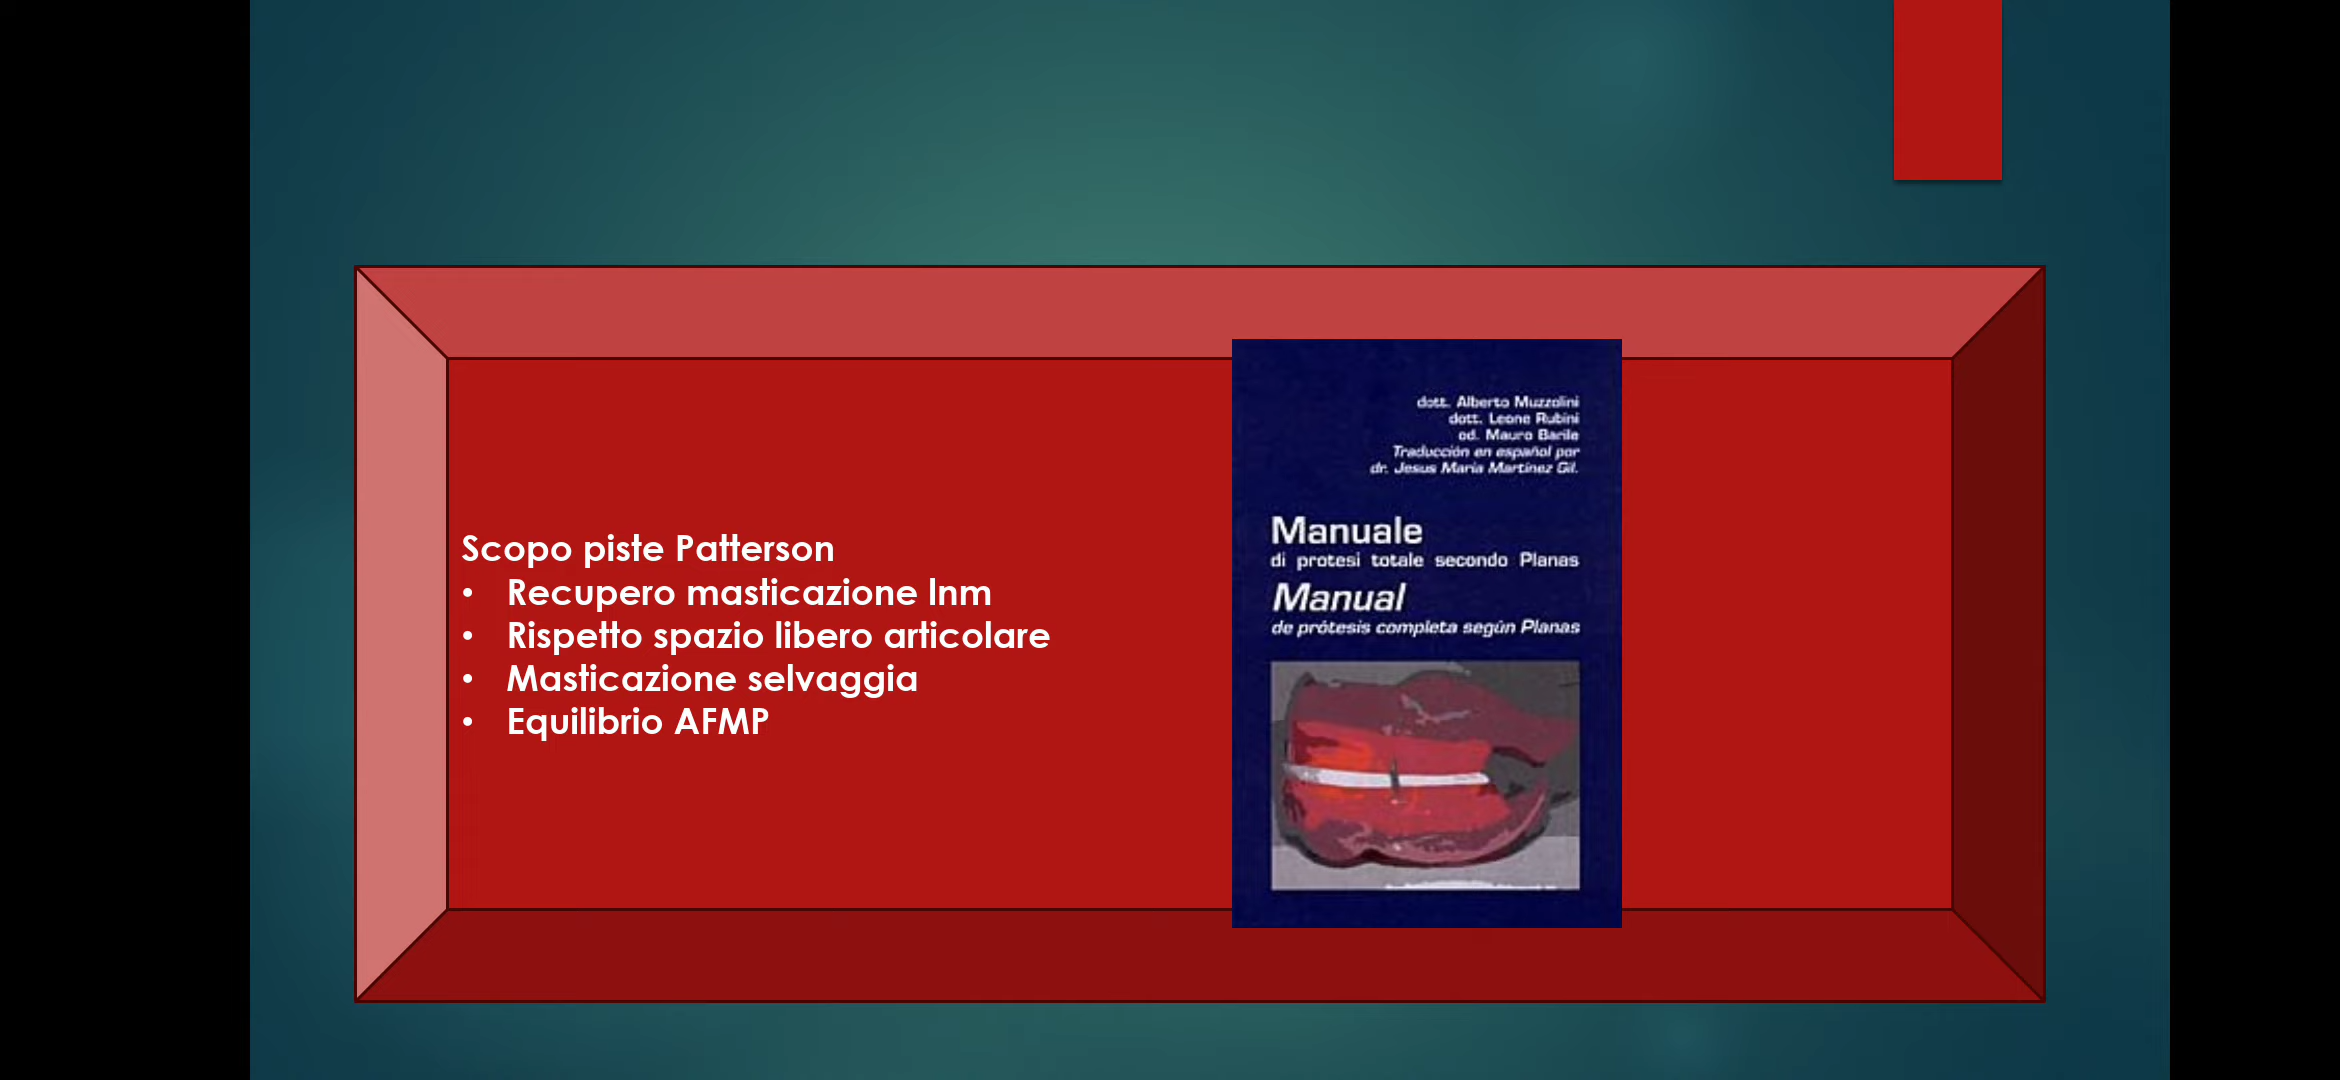 Scopo piste Patterson
• Recupero masticazione lnm
• Rispetto spazio libero articolare
• Masticazione selvaggia
• Equilibrio AFMP
dott. Alberto Muzzolini
dott. Leone Rubini
od. Mauro Barile
Traducción en español por
dr. Jesus Maria Martínez Gil.
Manuale
di protesi totale secondo Planas
Manual
de prótesis completa según Planas